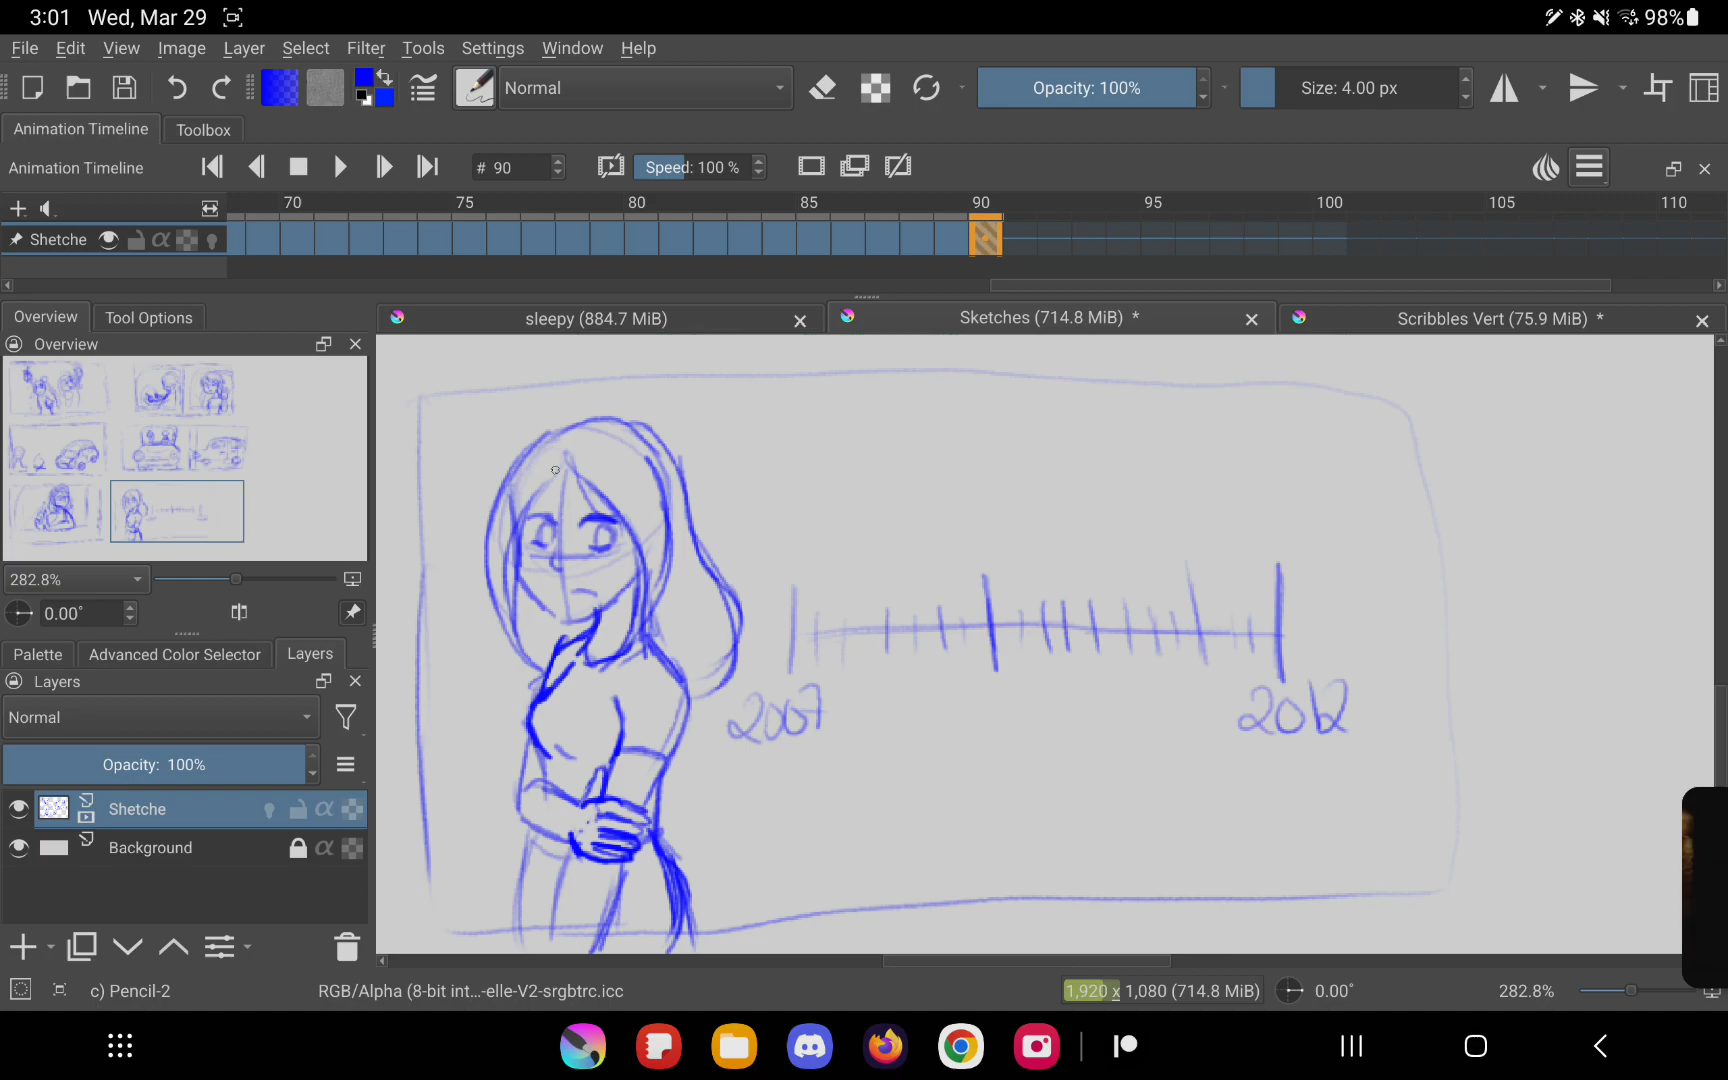 3:01 Wed, Mar 29 98%
File Edit View Image Layer Select Filter Tools Settings Window Help
Normal Opacity: 100% Size: 4.00 px
Animation Timeline Toolbox
Animation Timeline # 90 Speed: 100 %
70 75 80 85 90 95 100 105 110
Shetche
Overview Tool Options sleepy (884.7 MiB) Sketches (714.8 MiB) * Scribbles Vert (75.9 MiB) *
Overview
282.8%
0.00°
Palette Advanced Color Selector Layers
Layers
Normal
2007 2012
Opacity: 100%
Shetche
Background
c) Pencil-2 RGB/Alpha (8-bit int...-elle-V2-srgbtrc.icc 1,920 x 1,080 (714.8 MiB) 0.00° 282.8%